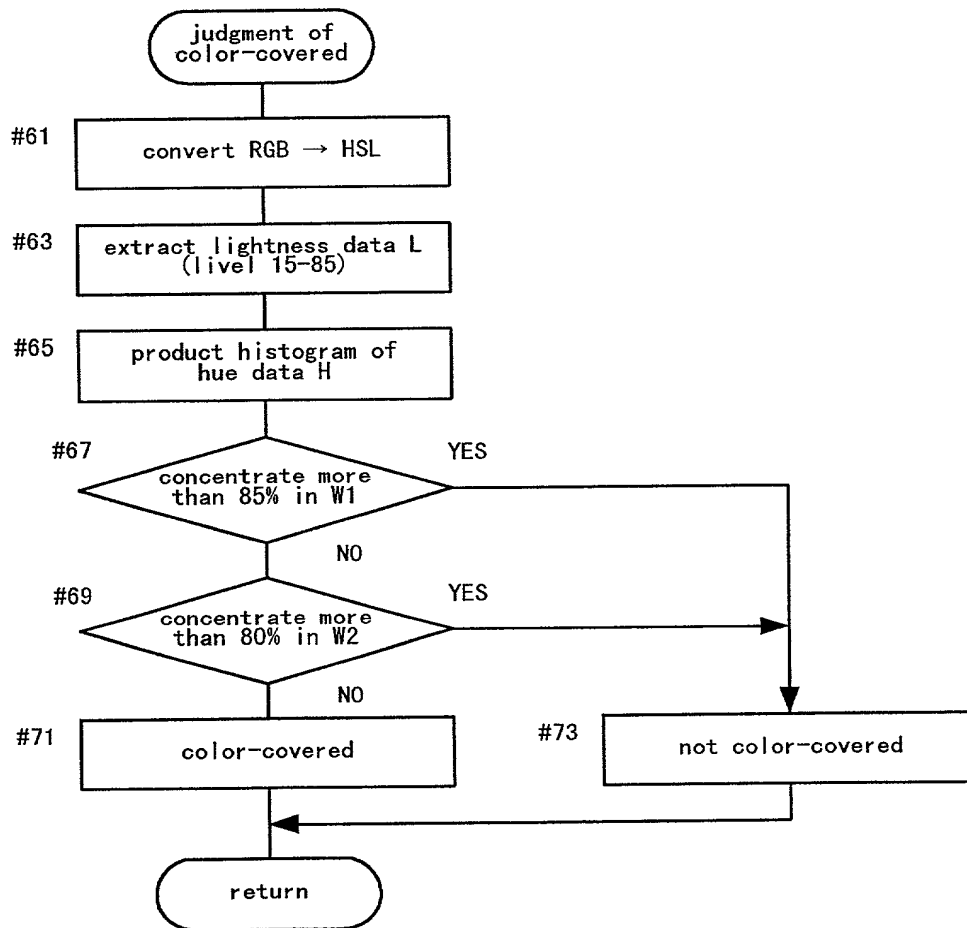 judgment of
color-covered
#61
convert RGB → HSL
#63
extract lightness data L
(livel 15-85)
#65
product histogram of
hue data H
#67
YES
concentrate more
than 85% in W1
NO
#69
YES
concentrate more
than 80% in W2
NO
#71
color-covered
#73
not color-covered
return